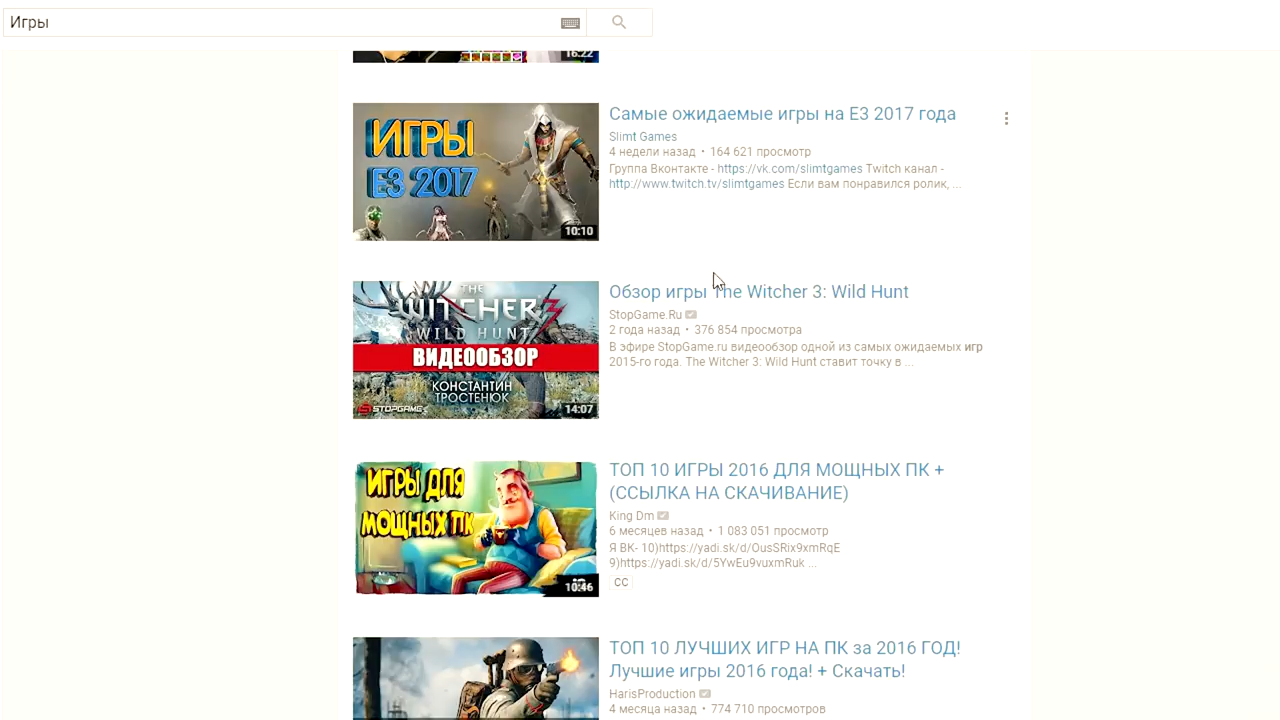 Игры
16:22
ИГРЫ
E3 2017
10:10
Самые ожидаемые игры на E3 2017 года
Slimt Games
4 недели назад • 164 621 просмотр
Группа Вконтакте - https://vk.com/slimtgames Twitch канал -
http://www.twitch.tv/slimtgames Если вам понравился ролик, ...
THE
WITCHER 3
WILD HUNT
ВИДЕООБЗОР
КОНСТАНТИН
ТРОСТЕНЮК
STOPGAME
14:07
Обзор игры The Witcher 3: Wild Hunt
StopGame.Ru
2 года назад • 376 854 просмотра
В эфире StopGame.ru видеообзор одной из самых ожидаемых игр
2015-го года. The Witcher 3: Wild Hunt ставит точку в ...
ИГРЫ ДЛЯ
МОЩНЫХ ПК
10:46
ТОП 10 ИГРЫ 2016 ДЛЯ МОЩНЫХ ПК +
(ССЫЛКА НА СКАЧИВАНИЕ)
King Dm
6 месяцев назад • 1 083 051 просмотр
Я ВК- 10)https://yadi.sk/d/OusSRix9xmRqE
9)https://yadi.sk/d/5YwEu9vuxmRuk ...
CC
ТОП 10 ЛУЧШИХ ИГР НА ПК за 2016 ГОД!
Лучшие игры 2016 года! + Скачать!
HarisProduction
4 месяца назад • 774 710 просмотров